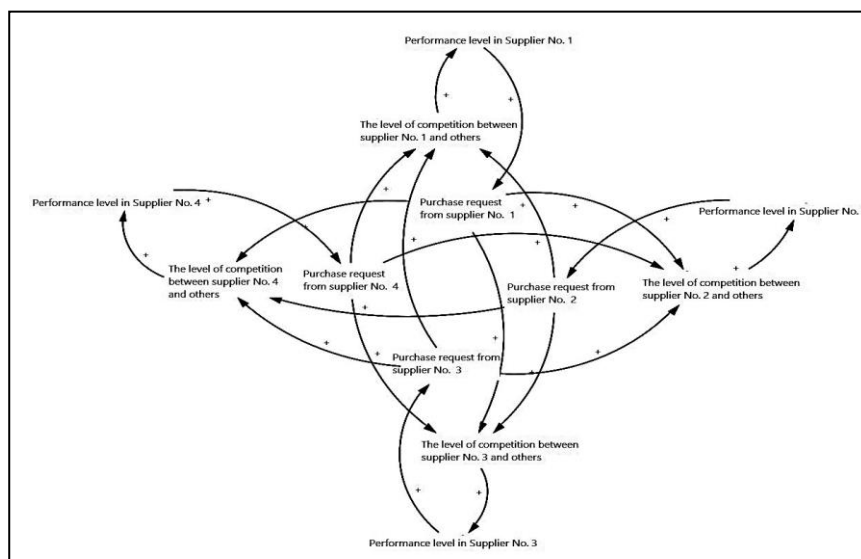 Performance level in Supplier No. 1
+
+
The level of competition between
supplier No. 1 and others
Performance level in Supplier No. 4
+
+
Purchase request
from supplier No. 1
+
+
Performance level in Supplier No.
+
+
+
+
+
The level of competition
between supplier No. 4
and others
Purchase request
from supplier No. 4
Purchase request from
supplier No. 2
+
The level of competition between
supplier No. 2 and others
+
+
+
+
+
Purchase request from
supplier No. 3
+
The level of competition between
supplier No. 3 and others
+
+
Performance level in Supplier No. 3